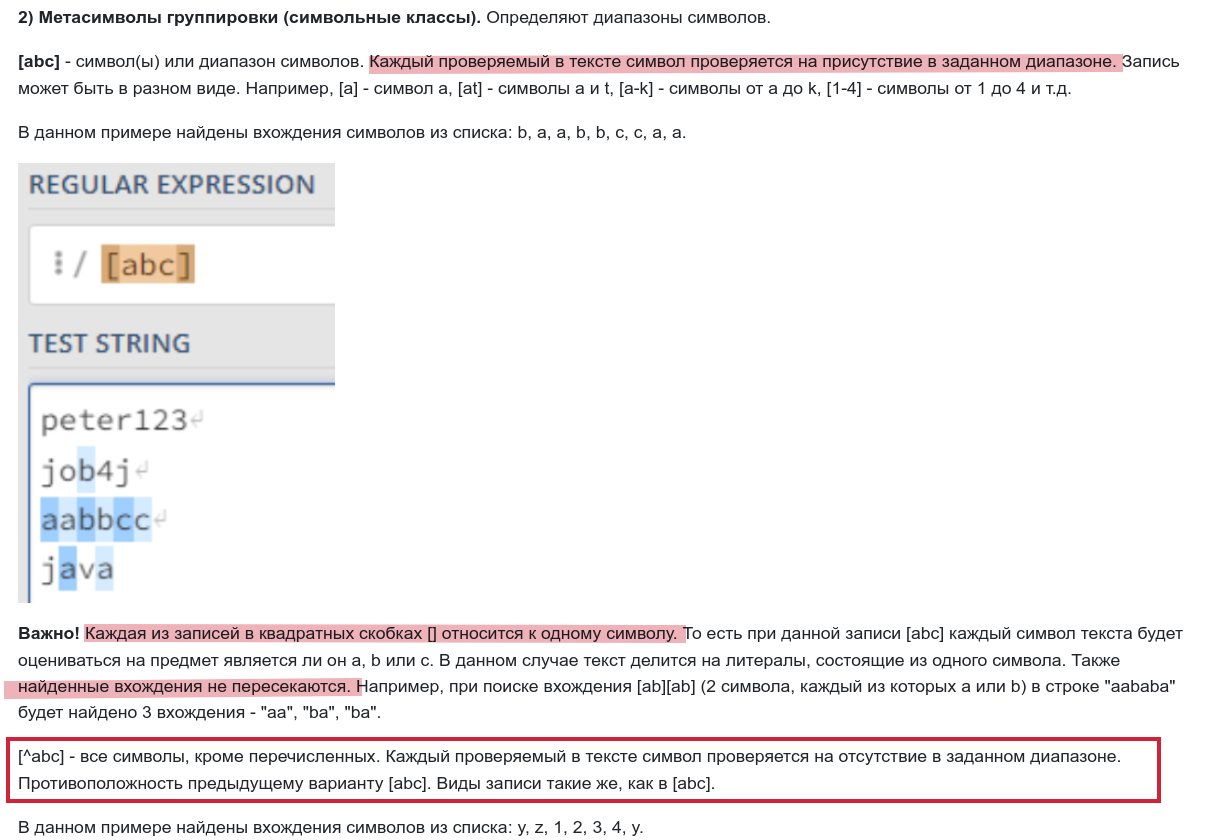 2) Метасимволы группировки (символьные классы). Определяют диапазоны символов.
[abc] - символ(ы) или диапазон символов. Каждый проверяемый в тексте символ проверяется на присутствие в заданном диапазоне. Запись
может быть в разном виде. Например, [a] - символ a, [at] - символы a и t, [a-k] - символы от a до k, [1-4] - символы от 1 до 4 и т.д.
В данном примере найдены вхождения символов из списка: b, a, a, b, b, c, c, a, a.
REGULAR EXPRESSION
/ [abc]
TEST STRING
peter123↵
job4j↵
aabbcc↵
java
Важно! Каждая из записей в квадратных скобках [] относится к одному символу. То есть при данной записи [abc] каждый символ текста будет
оцениваться на предмет является ли он a, b или c. В данном случае текст делится на литералы, состоящие из одного символа. Также
найденные вхождения не пересекаются. Например, при поиске вхождения [ab][ab] (2 символа, каждый из которых a или b) в строке "aababa"
будет найдено 3 вхождения - "aa", "ba", "ba".
[^abc] - все символы, кроме перечисленных. Каждый проверяемый в тексте символ проверяется на отсутствие в заданном диапазоне.
Противоположность предыдущему варианту [abc]. Виды записи такие же, как в [abc].
В данном примере найдены вхождения символов из списка: y, z, 1, 2, 3, 4, y.